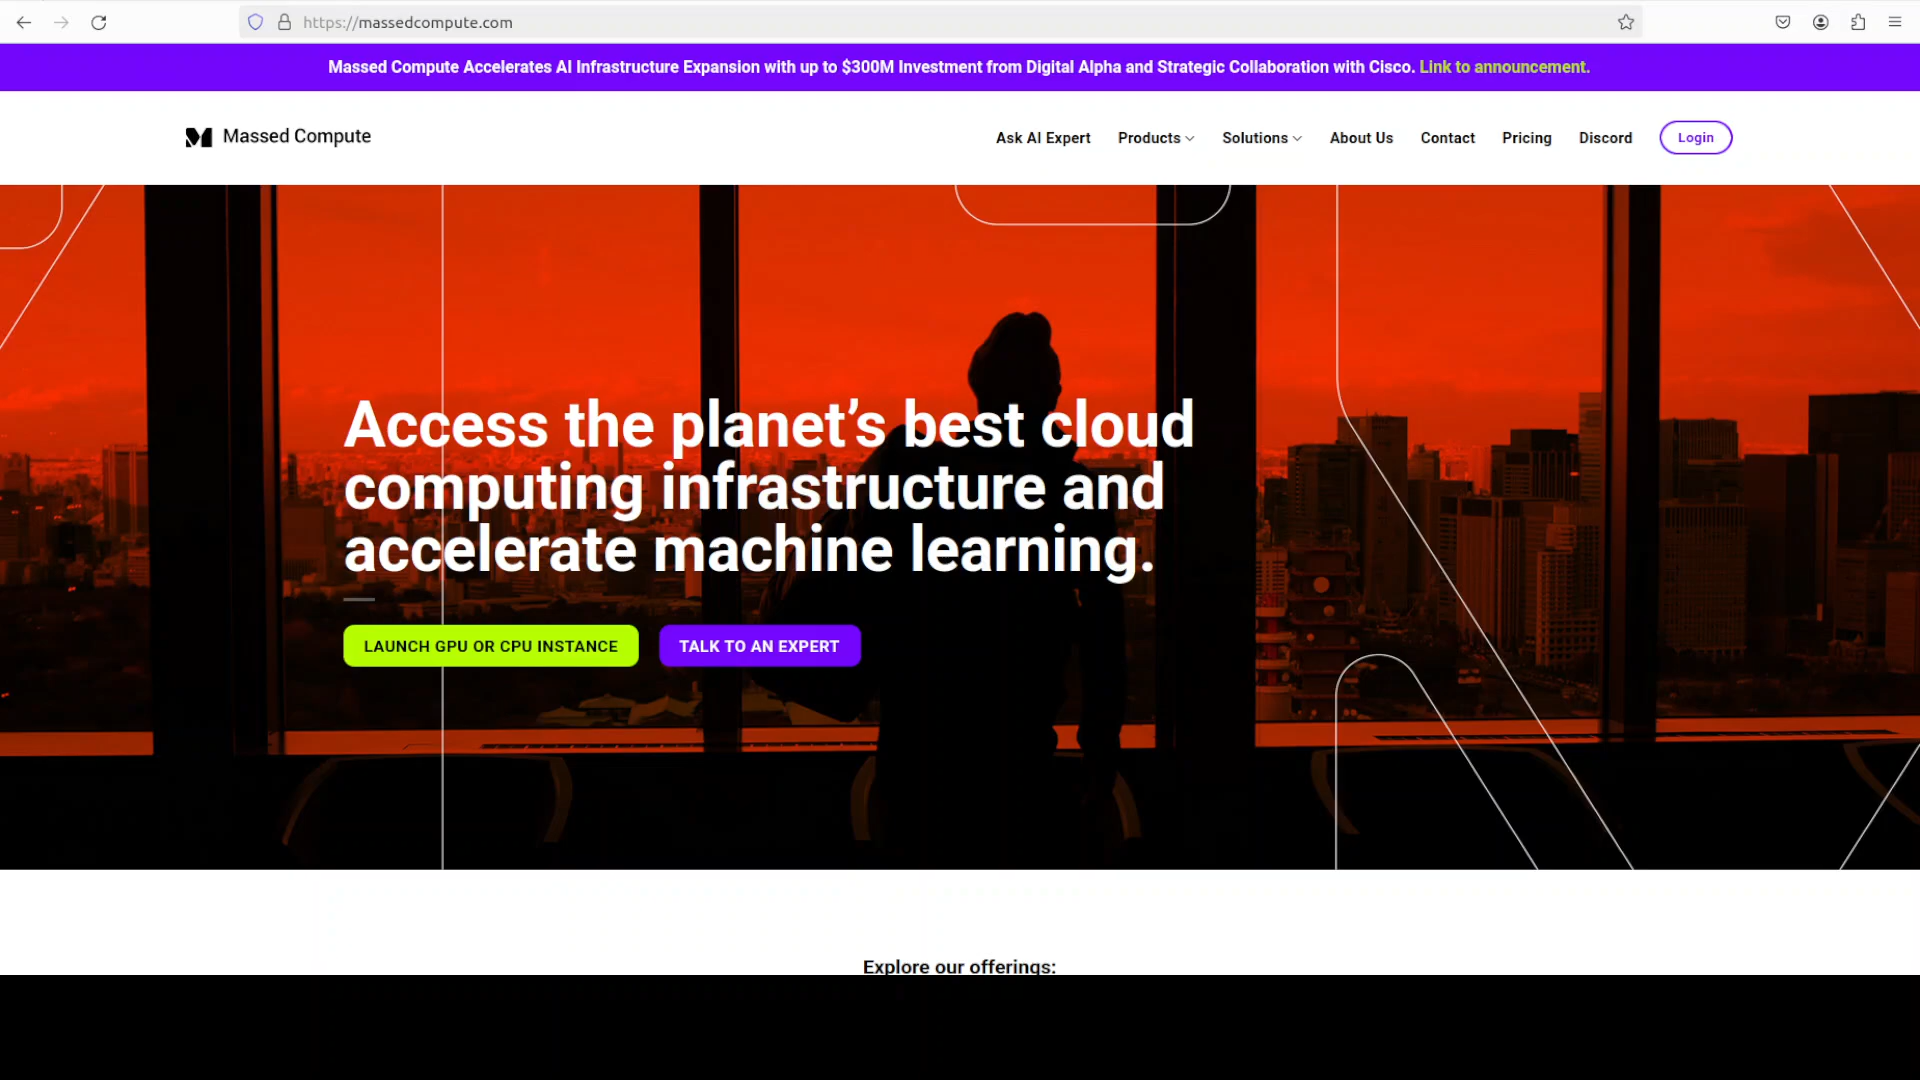 https://massedcompute.com
Massed Compute Accelerates AI Infrastructure Expansion with up to $300M Investment from Digital Alpha and Strategic Collaboration with Cisco. Link to announcement.
Massed Compute
Ask AI Expert
Products
Solutions
About Us
Contact
Pricing
Discord
Login
Access the planet’s best cloud
computing infrastructure and
accelerate machine learning.
LAUNCH GPU OR CPU INSTANCE
TALK TO AN EXPERT
Explore our offerings: